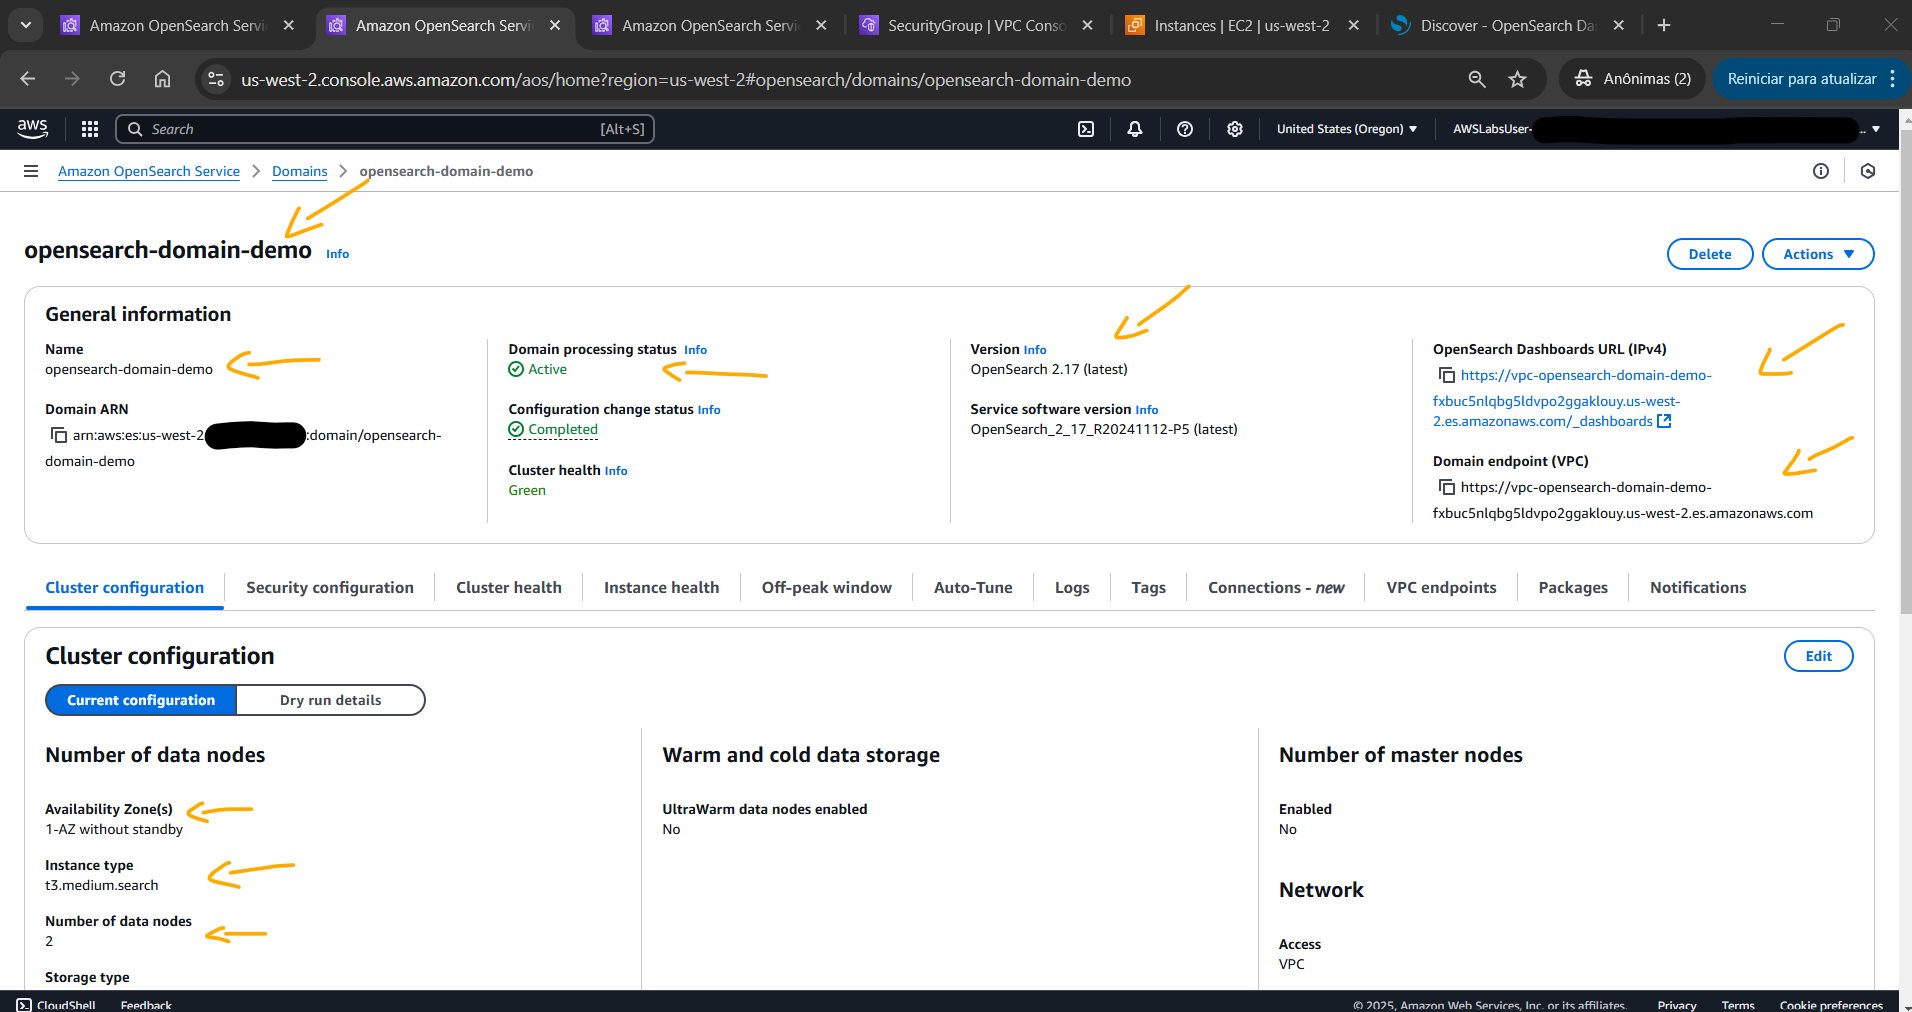 Amazon OpenSearch Servi
Amazon OpenSearch Servi
Amazon OpenSearch Servi
SecurityGroup | VPC Conso
Instances | EC2 | us-west-2
Discover - OpenSearch Da
us-west-2.console.aws.amazon.com/aos/home?region=us-west-2#opensearch/domains/opensearch-domain-demo
Anônimas (2)
Reiniciar para atualizar
aws
Search
[Alt+S]
United States (Oregon)
AWSLabsUser-
Amazon OpenSearch Service
Domains
opensearch-domain-demo
opensearch-domain-demo Info
Delete
Actions
General information
Name
opensearch-domain-demo
Domain ARN
arn:aws:es:us-west-2 :domain/opensearch-
domain-demo
Domain processing status Info
Active
Configuration change status Info
Completed
Cluster health Info
Green
Version Info
OpenSearch 2.17 (latest)
Service software version Info
OpenSearch_2_17_R20241112-P5 (latest)
OpenSearch Dashboards URL (IPv4)
https://vpc-opensearch-domain-demo-
fxbuc5nlqbg5ldvpo2ggaklouy.us-west-
2.es.amazonaws.com/_dashboards
Domain endpoint (VPC)
https://vpc-opensearch-domain-demo-
fxbuc5nlqbg5ldvpo2ggaklouy.us-west-2.es.amazonaws.com
Cluster configuration
Security configuration
Cluster health
Instance health
Off-peak window
Auto-Tune
Logs
Tags
Connections - new
VPC endpoints
Packages
Notifications
Cluster configuration
Edit
Current configuration
Dry run details
Number of data nodes
Availability Zone(s)
1-AZ without standby
Instance type
t3.medium.search
Number of data nodes
2
Storage type
Warm and cold data storage
UltraWarm data nodes enabled
No
Number of master nodes
Enabled
No
Network
Access
VPC
CloudShell
Feedback
© 2025, Amazon Web Services, Inc. or its affiliates.
Privacy
Terms
Cookie preferences